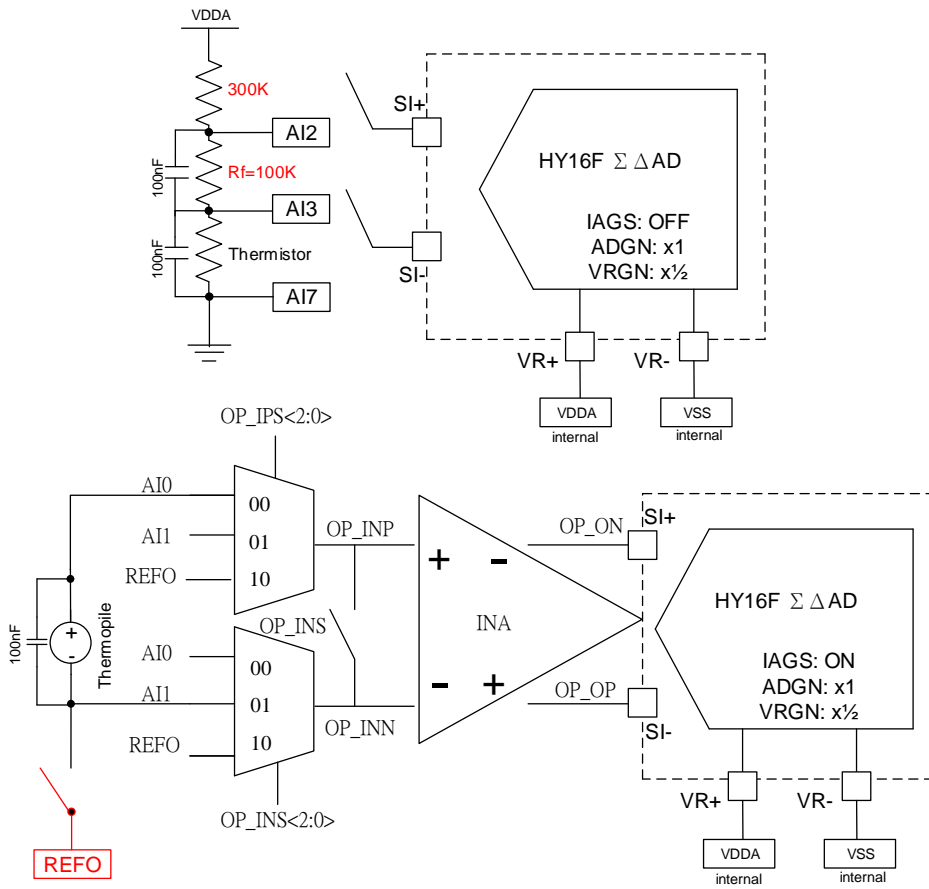 VDDA
300K
AI2
100nF
Rf=100K
AI3
100nF
Thermistor
AI7
SI+
SI-
HY16F Σ Δ AD
IAGS: OFF
ADGN: x1
VRGN: x½
VR+
VR-
VDDA
internal
VSS
internal
OP_IPS<2:0>
AI0
00
AI1
01
REFO
10
OP_INP
OP_INS
AI0
00
AI1
01
REFO
10
OP_INN
OP_INS<2:0>
100nF
+
-
Thermopile
REFO
+
-
INA
-
+
OP_ON
OP_OP
SI+
SI-
HY16F Σ Δ AD
IAGS: ON
ADGN: x1
VRGN: x½
VR+
VR-
VDDA
internal
VSS
internal